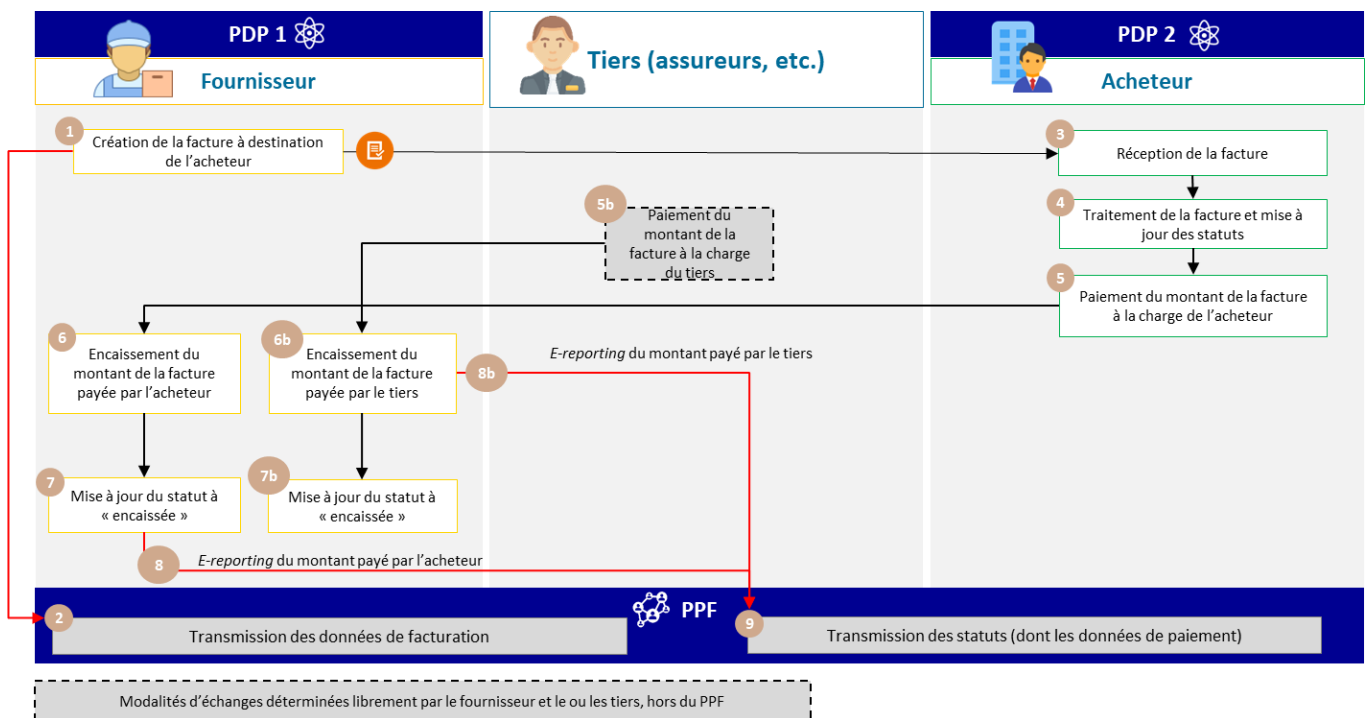 PDP 1
Fournisseur
Tiers (assureurs, etc.)
PDP 2
Acheteur
1
Création de la facture à destination
de l’acheteur
3
Réception de la facture
4
Traitement de la facture et mise à
jour des statuts
5b
Paiement du
montant de la
facture à la charge
du tiers
5
Paiement du montant de la facture
à la charge de l’acheteur
6
Encaissement du
montant de la facture
payée par l’acheteur
6b
Encaissement du
montant de la facture
payée par le tiers
8b
E-reporting du montant payé par le tiers
7
Mise à jour du statut à
« encaissée »
7b
Mise à jour du statut à
« encaissée »
8
E-reporting du montant payé par l’acheteur
PPF
2
Transmission des données de facturation
9
Transmission des statuts (dont les données de paiement)
Modalités d’échanges déterminées librement par le fournisseur et le ou les tiers, hors du PPF